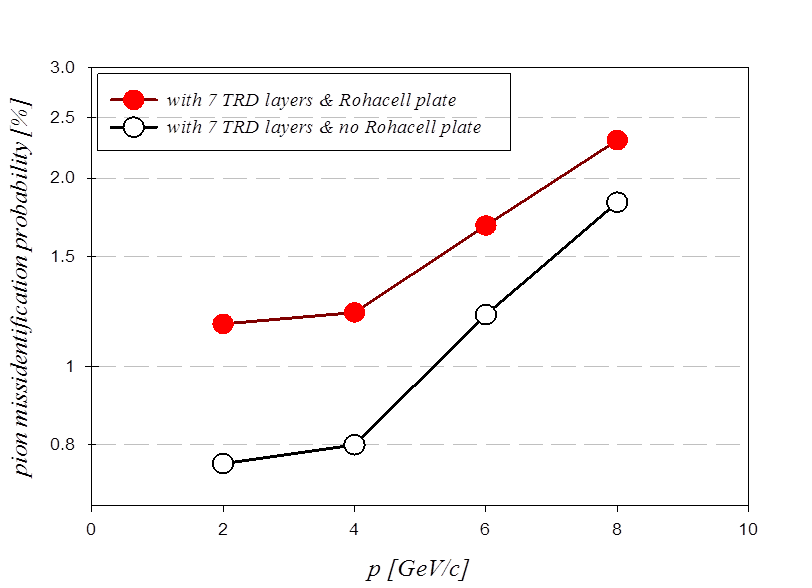 3.0
2.5
2.0
1.5
1
0.8
pion missidentification probability [%]
with 7 TRD layers & Rohacell plate
with 7 TRD layers & no Rohacell plate
0 2 4 6 8 10
p [GeV/c]